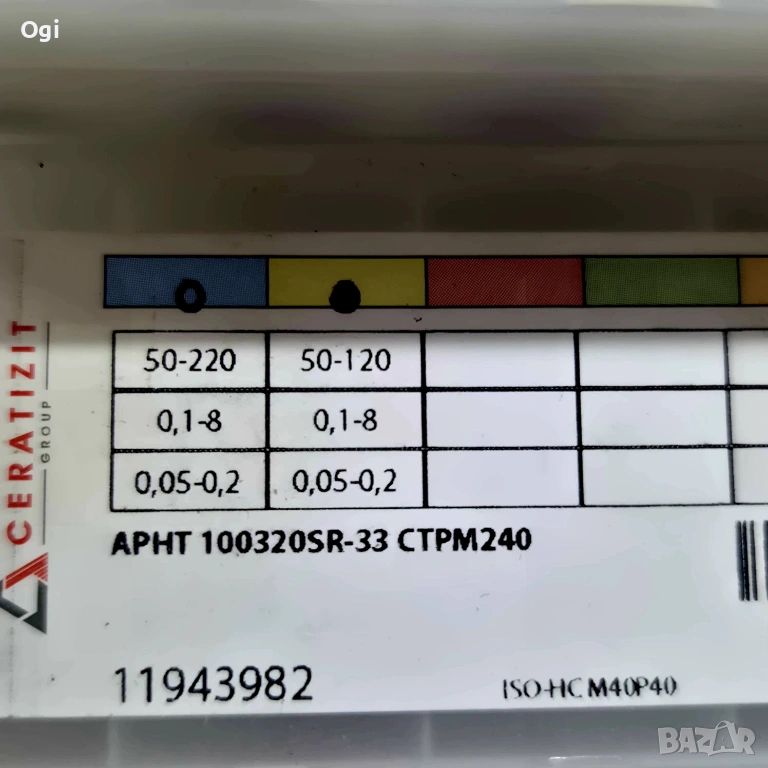 Ogi
CERATIZIT
GROUP
50-220 50-120
0,1-8 0,1-8
0,05-0,2 0,05-0,2
APHT 100320SR-33 CTPM240
11943982
ISO-HC M40P40
BAZAR